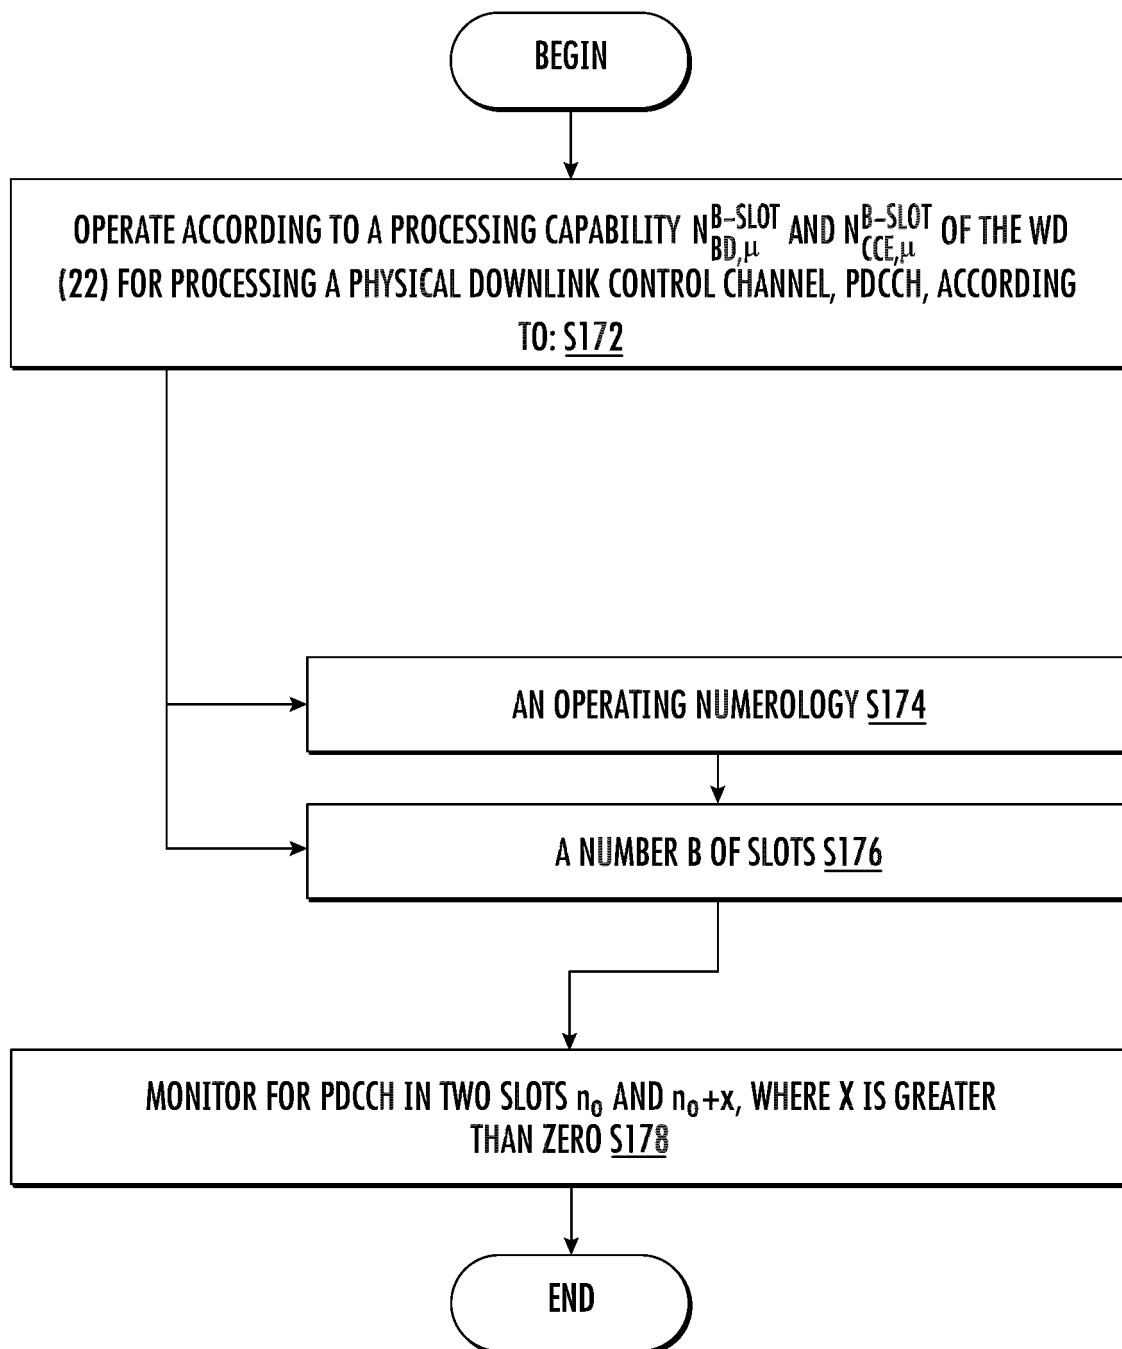 BEGIN
OPERATE ACCORDING TO A PROCESSING CAPABILITY N^{B-SLOT}_{BD,μ} AND N^{B-SLOT}_{CCE,μ} OF THE WD
(22) FOR PROCESSING A PHYSICAL DOWNLINK CONTROL CHANNEL, PDCCH, ACCORDING
TO: S172
AN OPERATING NUMEROLOGY S174
A NUMBER B OF SLOTS S176
MONITOR FOR PDCCH IN TWO SLOTS n₀ AND n₀+x, WHERE X IS GREATER
THAN ZERO S178
END